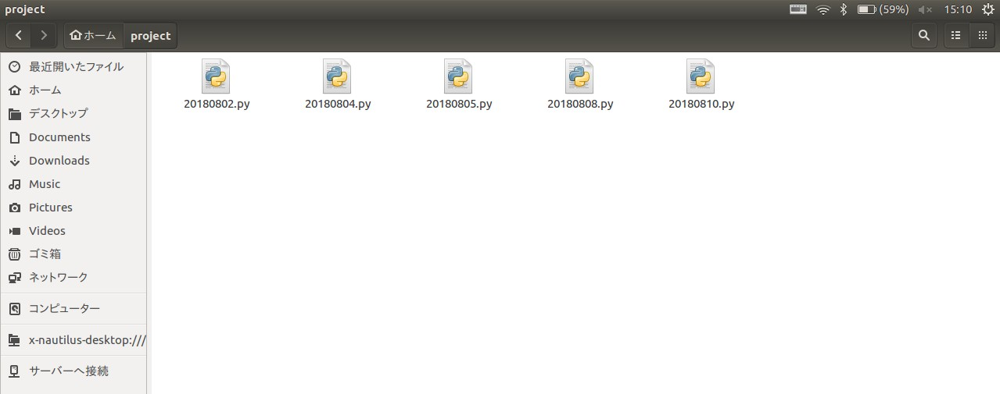 project
(59%)
15:10
ホーム
project
最近開いたファイル
ホーム
デスクトップ
Documents
Downloads
Music
Pictures
Videos
ゴミ箱
ネットワーク
コンピューター
x-nautilus-desktop:///
サーバーへ接続
20180802.py
20180804.py
20180805.py
20180808.py
20180810.py